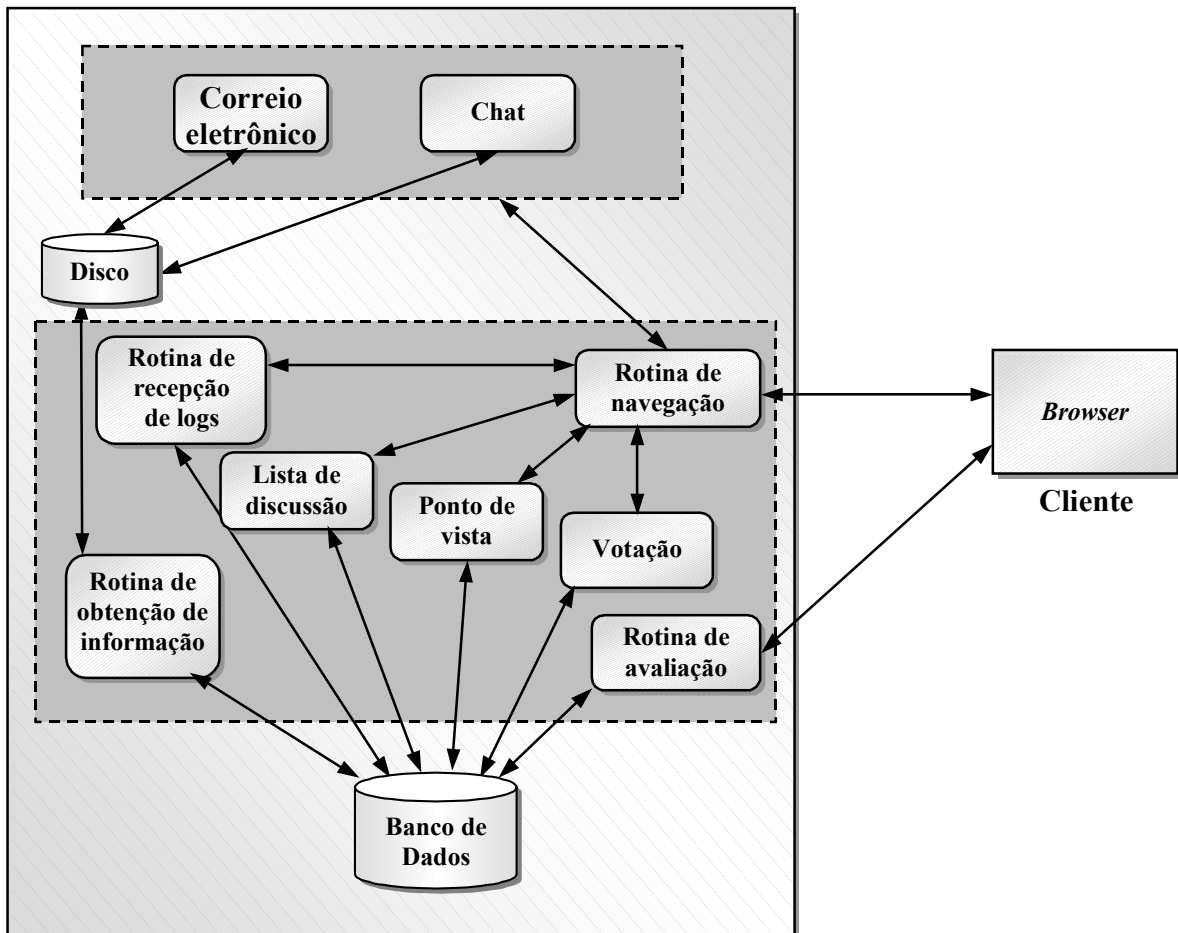 Correio
eletrônico
Chat
Disco
Rotina de
recepção
de logs
Rotina de
navegação
Browser
Cliente
Lista de
discussão
Ponto de
vista
Votação
Rotina de
obtenção de
informação
Rotina de
avaliação
Banco de
Dados